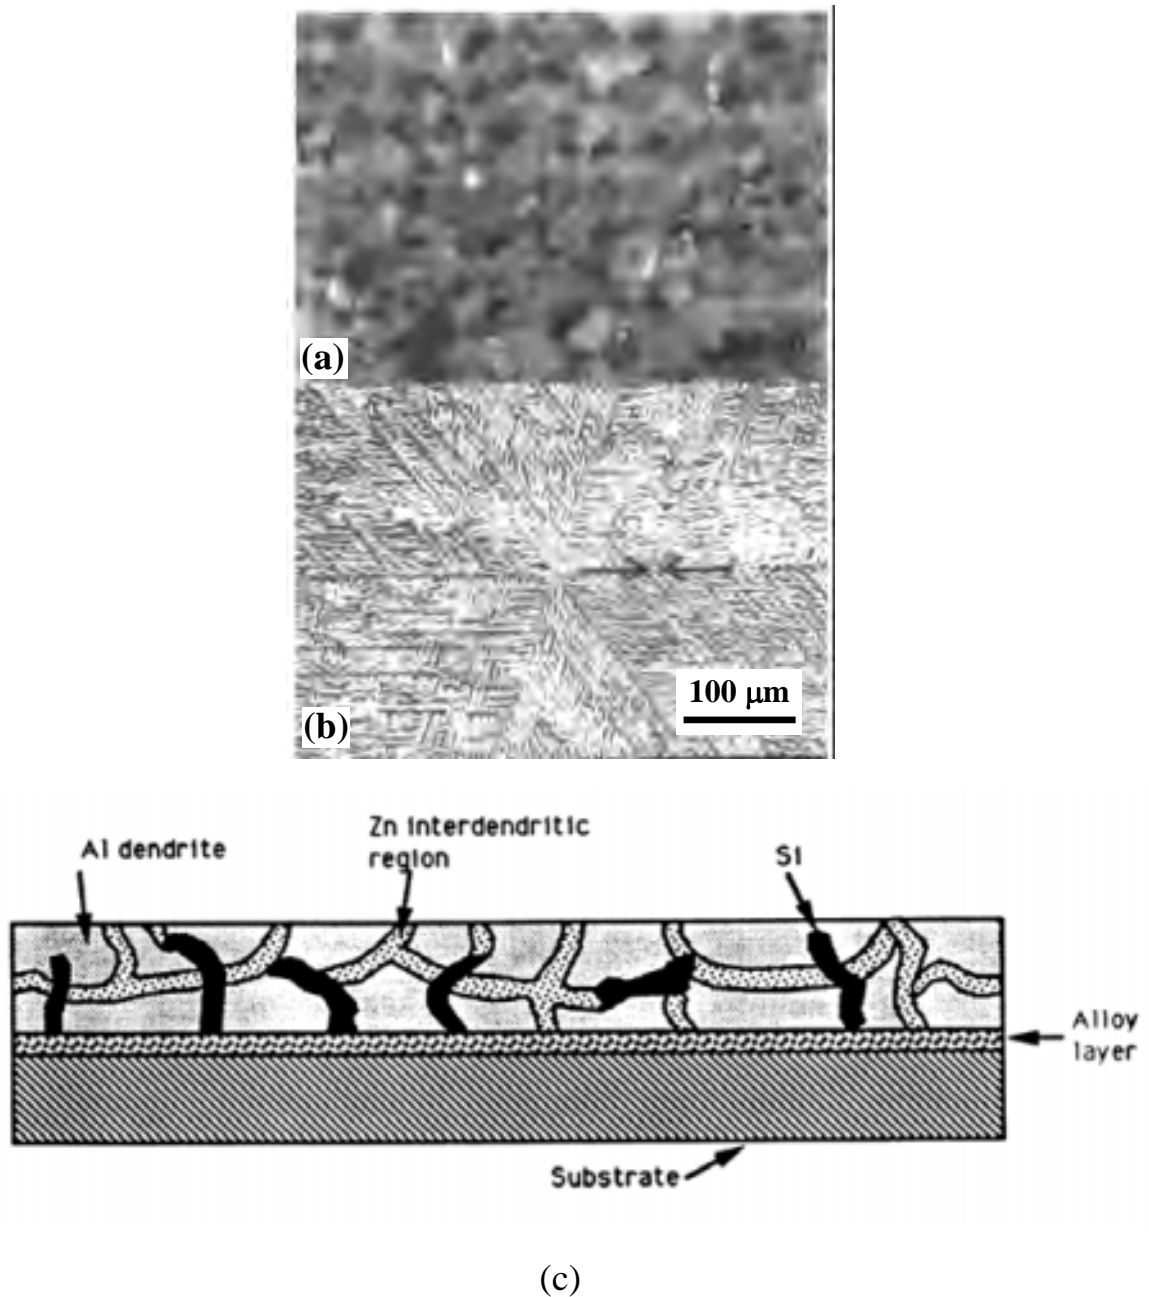 (a)
100 μm
(b)
Zn interdendritic
region
Al dendrite
Si
Alloy
layer
Substrate
(c)